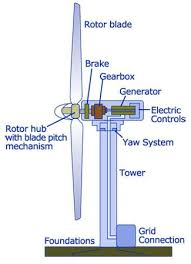 Rotor blade
Brake
Gearbox
Generator
Electric
Controls
Rotor hub
with blade pitch
mechanism
Yaw System
Tower
Foundations
Grid
Connection